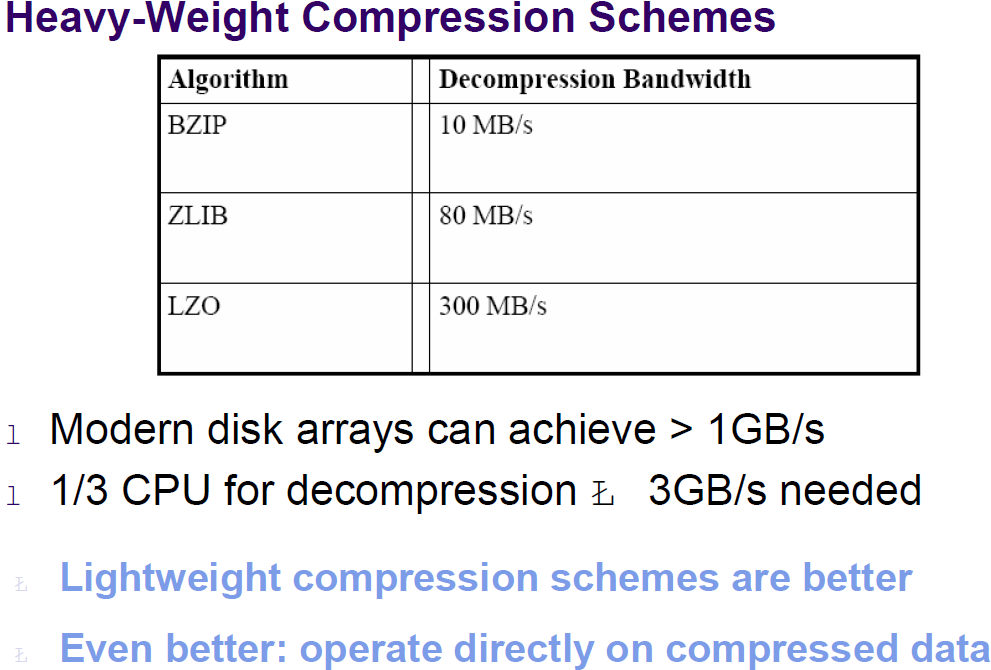 Heavy-Weight Compression Schemes
Algorithm Decompression Bandwidth
BZIP 10 MB/s
ZLIB 80 MB/s
LZO 300 MB/s
l Modern disk arrays can achieve > 1GB/s
l 1/3 CPU for decompression Ł 3GB/s needed
Ł Lightweight compression schemes are better
Ł Even better: operate directly on compressed data